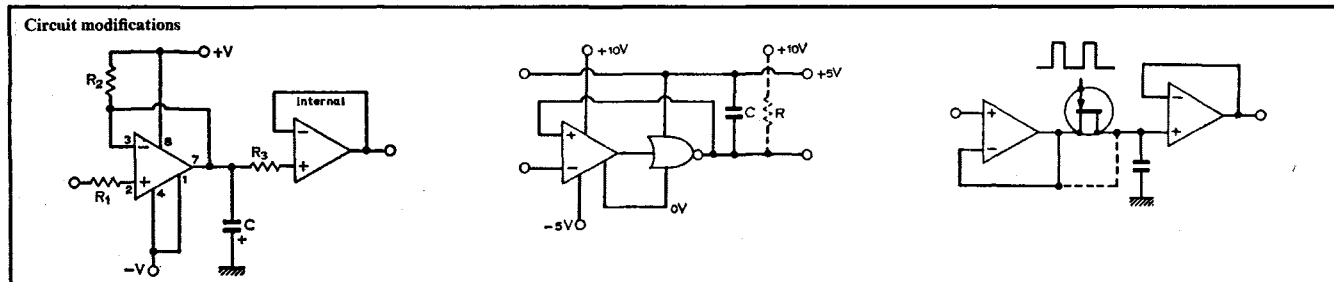 Circuit modifications
+V
R2
internal
3
-
8
7
+
2
4
1
R1
R3
-
+
C
+
-V
+10V
+10V
+5V
C
R
+
-
0V
-5V
+
-
-
+